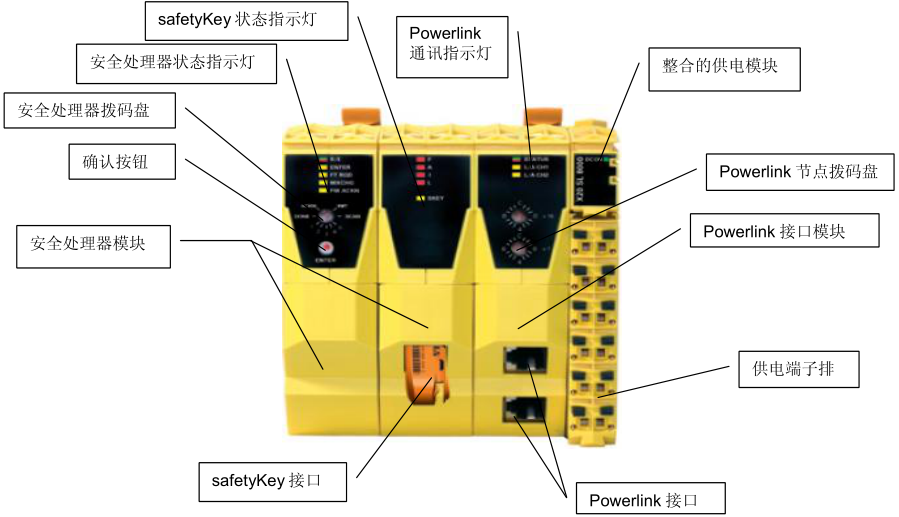 safetyKey 状态指示灯
Powerlink
通讯指示灯
安全处理器状态指示灯
整合的供电模块
安全处理器拨码盘
确认按钮
Powerlink 节点拨码盘
安全处理器模块
Powerlink 接口模块
供电端子排
safetyKey 接口
Powerlink 接口
R/E
ENTER
STATUS
L/A CH1
L/A CH2
SKEY
ENTER
X20 SL 8000